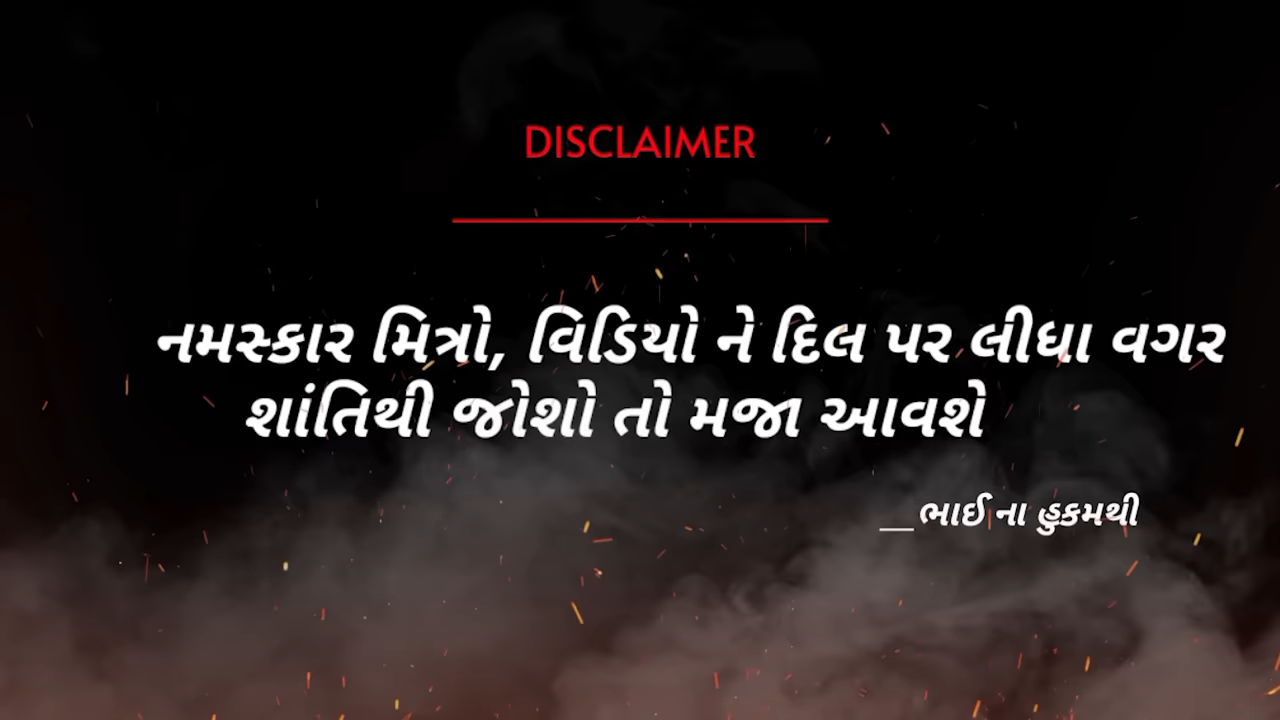 DISCLAIMER
નમસ્કાર મિત્રો, વિડિયો ને દિલ પર લીધા વગર
શાંતિથી જોશો તો મજા આવશે
__ભાઈ ના હુકમથી